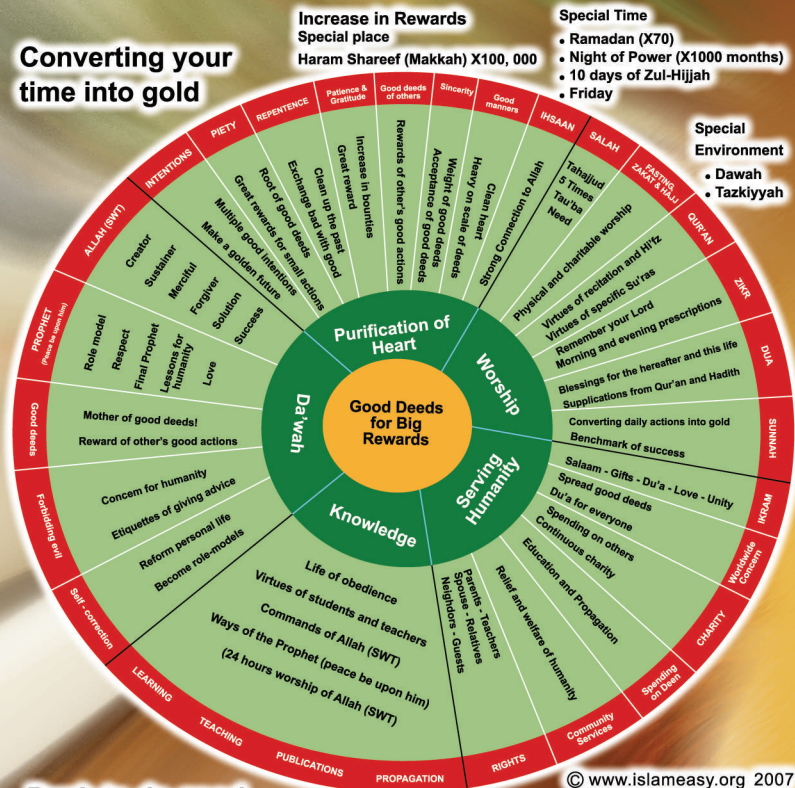 Converting your
time into gold
Increase in Rewards
Special place
Haram Shareef (Makkah) X100, 000
Special Time
• Ramadan (X70)
• Night of Power (X1000 months)
• 10 days of Zul-Hijjah
• Friday
Special
Environment
• Dawah
• Tazkiyyah
Good Deeds
for Big
Rewards
Purification of
Heart
INTENTIONS
Make a golden future
Multiple good intentions
Great rewards for small actions
PIETY
Root of good deeds
REPENTENCE
Exchange bad with good
Clean up the past
Patience &
Gratitude
Great reward
Increase in bounties
Good deeds
of others
Rewards of other's good actions
Sincerity
Acceptance of good deeds
Weight of good deeds
Good
manners
Heavy on scale of deeds
Clean heart
IHSAAN
Strong Connection to Allah
Worship
SALAH
Tahajjud
5 Times
Tau'ba
Need
FASTING,
ZAKAT & HAJJ
Physical and charitable worship
QUR'AN
Virtues of recitation and Hi'fz
Virtues of specific Su'ras
ZIKR
Remember your Lord
Morning and evening prescriptions
DUA
Blessings for the hereafter and this life
Supplications from Qur'an and Hadith
SUNNAH
Converting daily actions into gold
Benchmark of success
Serving
Humanity
IKRAM
Salaam - Gifts - Du'a - Love - Unity
Worldwide
Concern
Spread good deeds
Du'a for everyone
CHARITY
Spending on others
Continuous charity
Spending
on Deen
Education and Propagation
Community
Services
Relief and welfare of humanity
RIGHTS
Parents - Teachers
Spouse - Relatives
Neighbors - Guests
Knowledge
LEARNING
TEACHING
PUBLICATIONS
PROPAGATION
Life of obedience
Virtues of students and teachers
Commands of Allah (SWT)
Ways of the Prophet (peace be upon him)
(24 hours worship of Allah (SWT)
Da'wah
ALLAH (SWT)
Creator
Sustainer
Merciful
Forgiver
Solution
Success
PROPHET
(Peace be upon him)
Role model
Respect
Final Prophet
Lessons for
humanity
Love
Good deeds
Mother of good deeds!
Reward of other's good actions
Forbidding evil
Concern for humanity
Etiquettes of giving advice
Self - correction
Reform personal life
Become role-models
© www.islameasy.org 2007